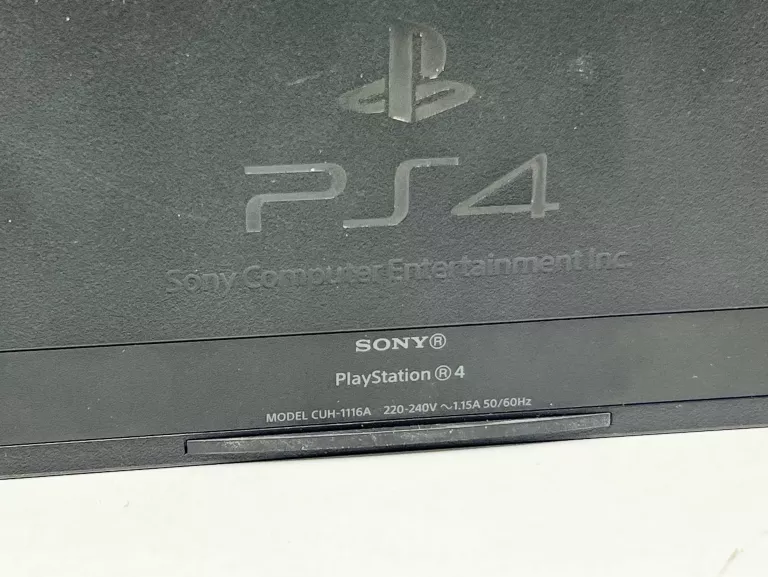 PS4
Sony Computer Entertainment Inc.
SONY®
PlayStation ® 4
MODEL CUH-1116A 220-240V ~1.15A 50/60Hz